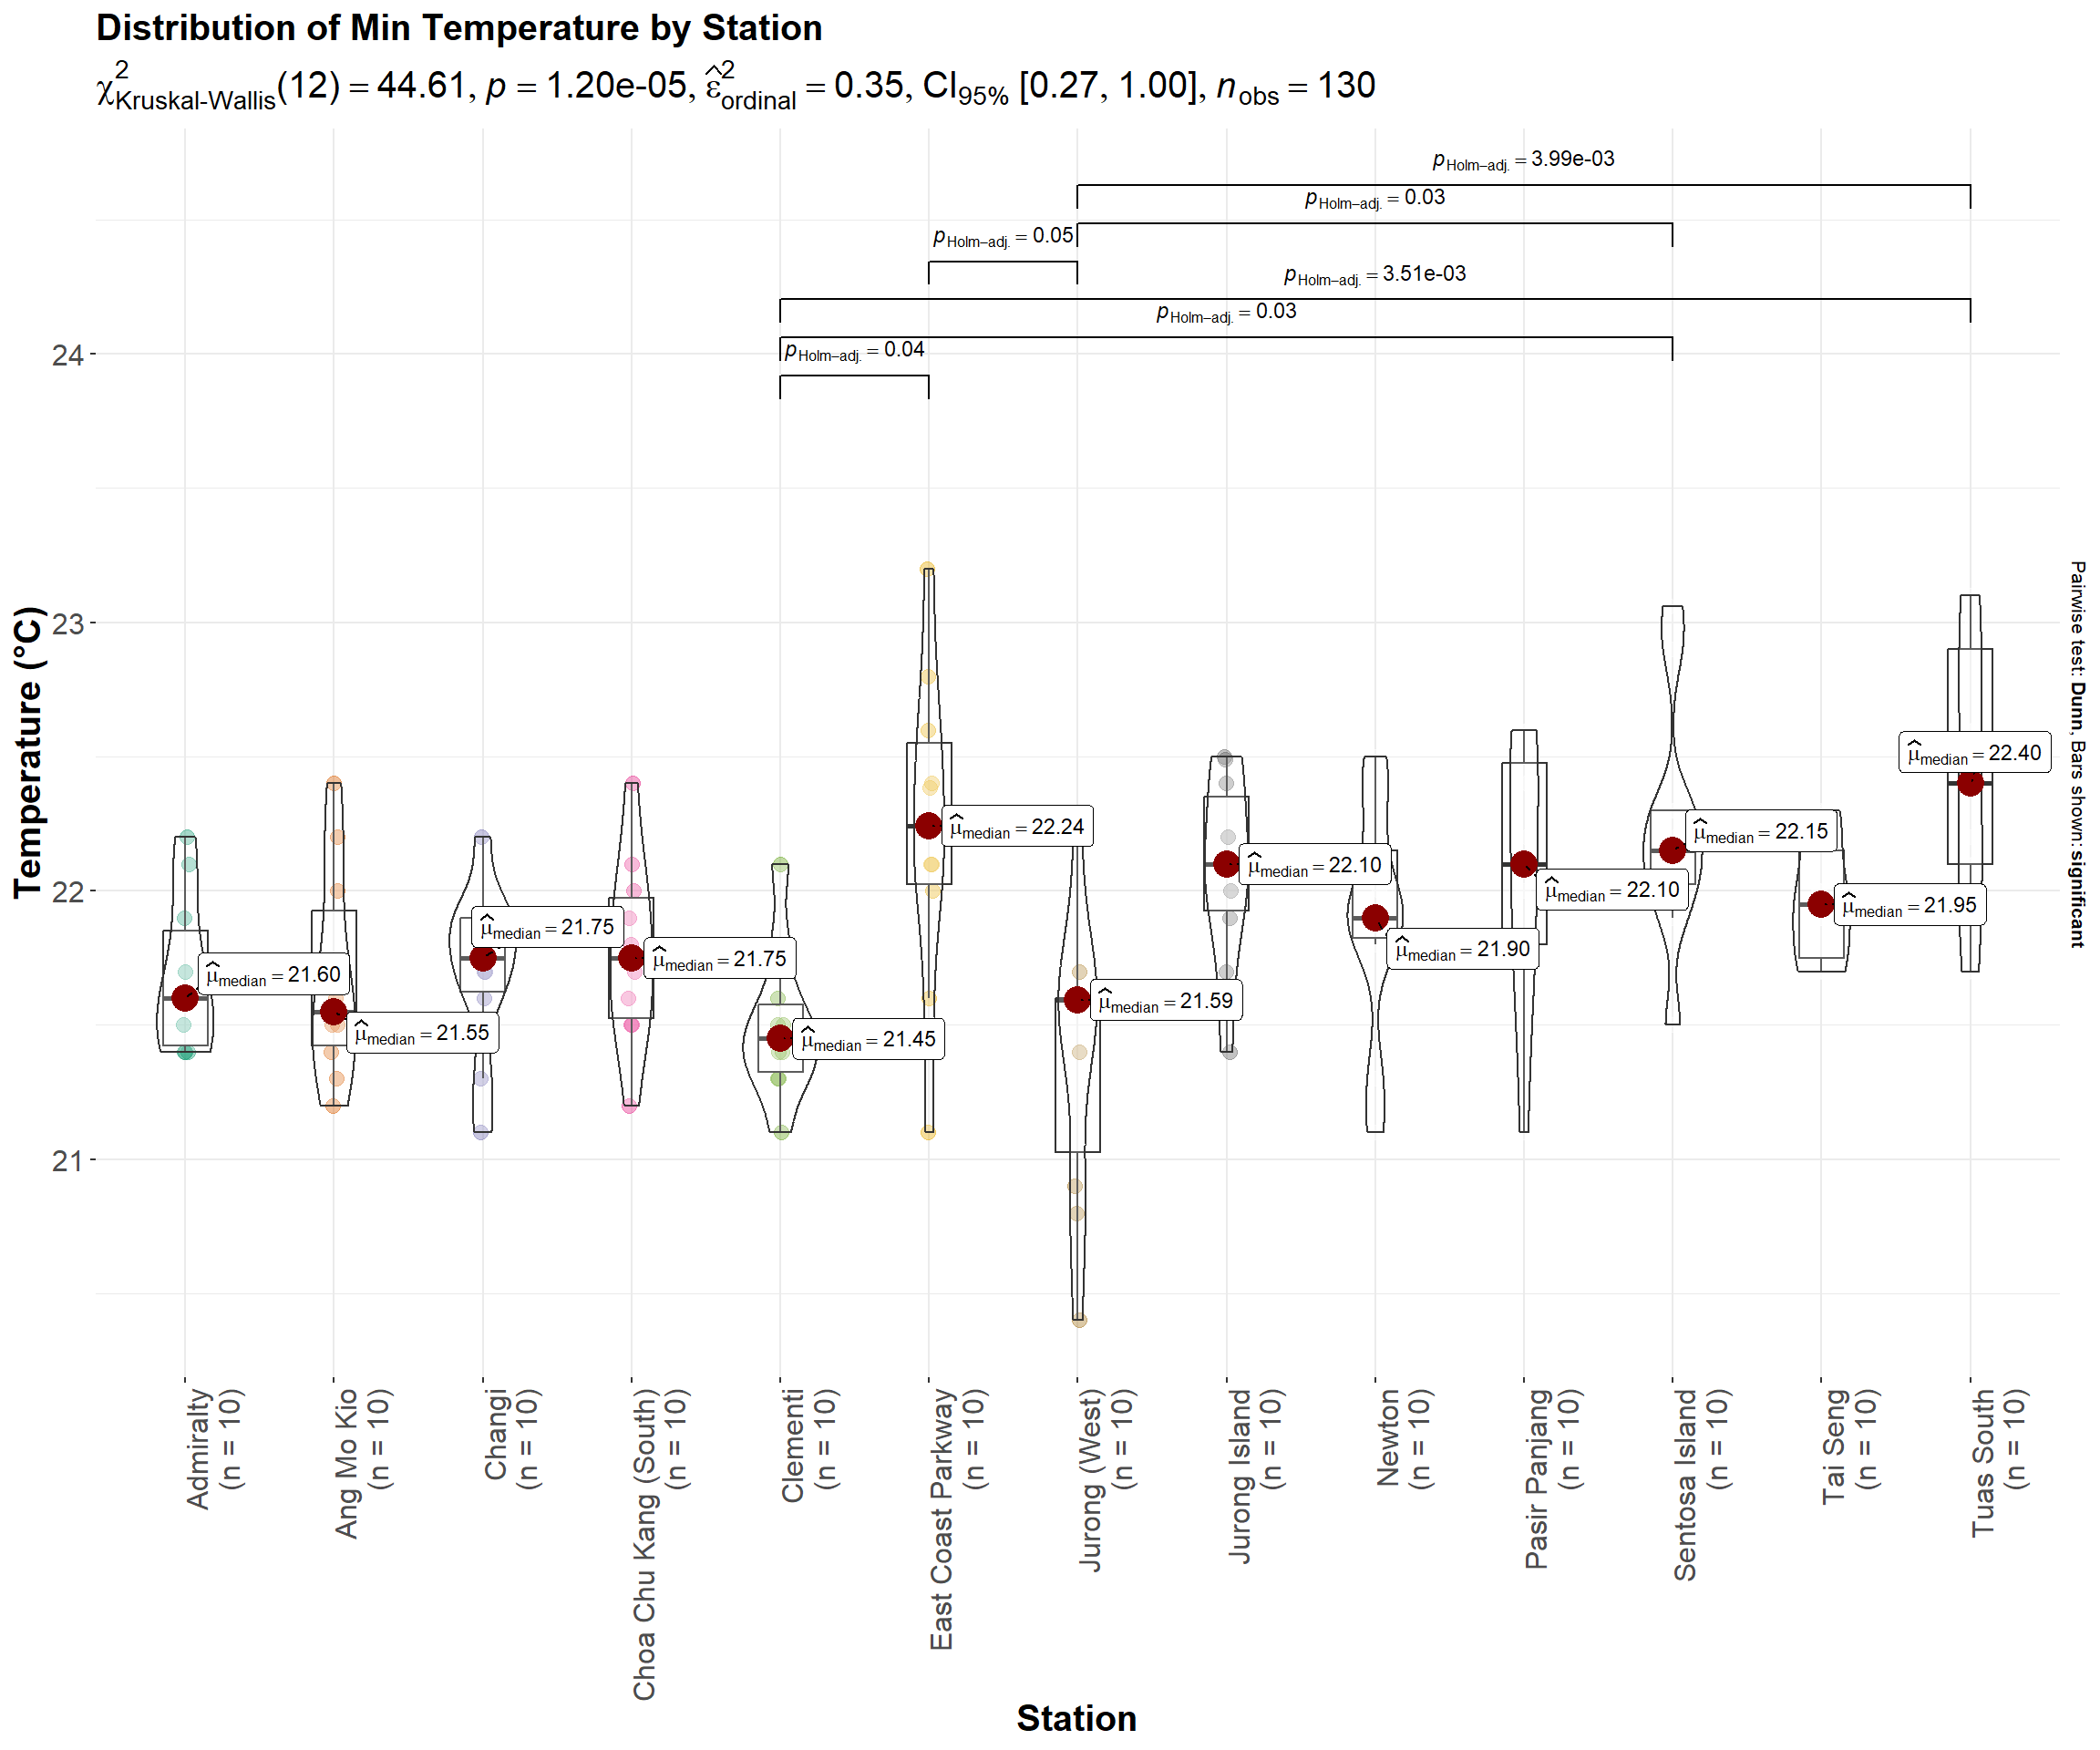 Distribution of Min Temperature by Station
χ²Kruskal-Wallis(12) = 44.61, p = 1.20e-05, ε̂²ordinal = 0.35, CI95% [0.27, 1.00], nobs = 130
pHolm–adj. = 3.99e-03
pHolm–adj. = 0.03
pHolm–adj. = 0.05
pHolm–adj. = 3.51e-03
pHolm–adj. = 0.03
pHolm–adj. = 0.04
Temperature (°C)
24
23
22
21
μ̂median = 21.60
μ̂median = 21.55
μ̂median = 21.75
μ̂median = 21.75
μ̂median = 21.45
μ̂median = 22.24
μ̂median = 21.59
μ̂median = 22.10
μ̂median = 21.90
μ̂median = 22.10
μ̂median = 22.15
μ̂median = 21.95
μ̂median = 22.40
Pairwise test: Dunn, Bars shown: significant
Admiralty
(n = 10)
Ang Mo Kio
(n = 10)
Changi
(n = 10)
Choa Chu Kang (South)
(n = 10)
Clementi
(n = 10)
East Coast Parkway
(n = 10)
Jurong (West)
(n = 10)
Jurong Island
(n = 10)
Newton
(n = 10)
Pasir Panjang
(n = 10)
Sentosa Island
(n = 10)
Tai Seng
(n = 10)
Tuas South
(n = 10)
Station